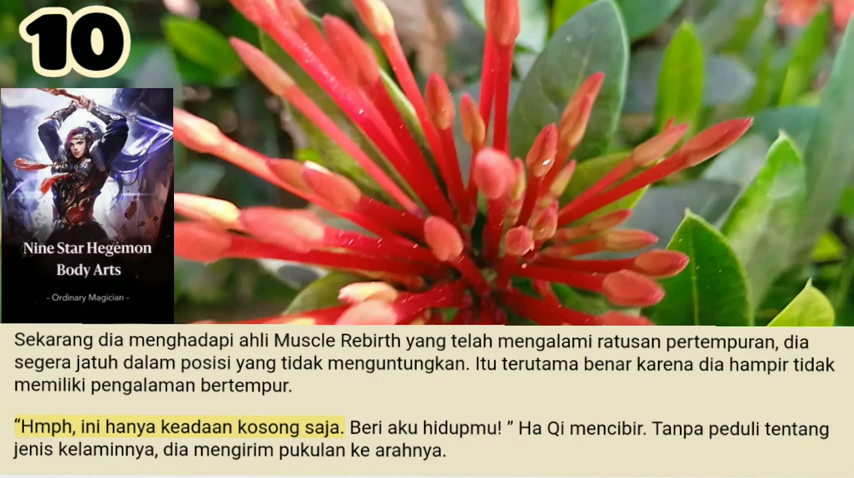 10
Nine Star Hegemon
Body Arts
- Ordinary Magician -
Sekarang dia menghadapi ahli Muscle Rebirth yang telah mengalami ratusan pertempuran, dia
segera jatuh dalam posisi yang tidak menguntungkan. Itu terutama benar karena dia hampir tidak
memiliki pengalaman bertempur.
“Hmph, ini hanya keadaan kosong saja. Beri aku hidupmu! ” Ha Qi mencibir. Tanpa peduli tentang
jenis kelaminnya, dia mengirim pukulan ke arahnya.